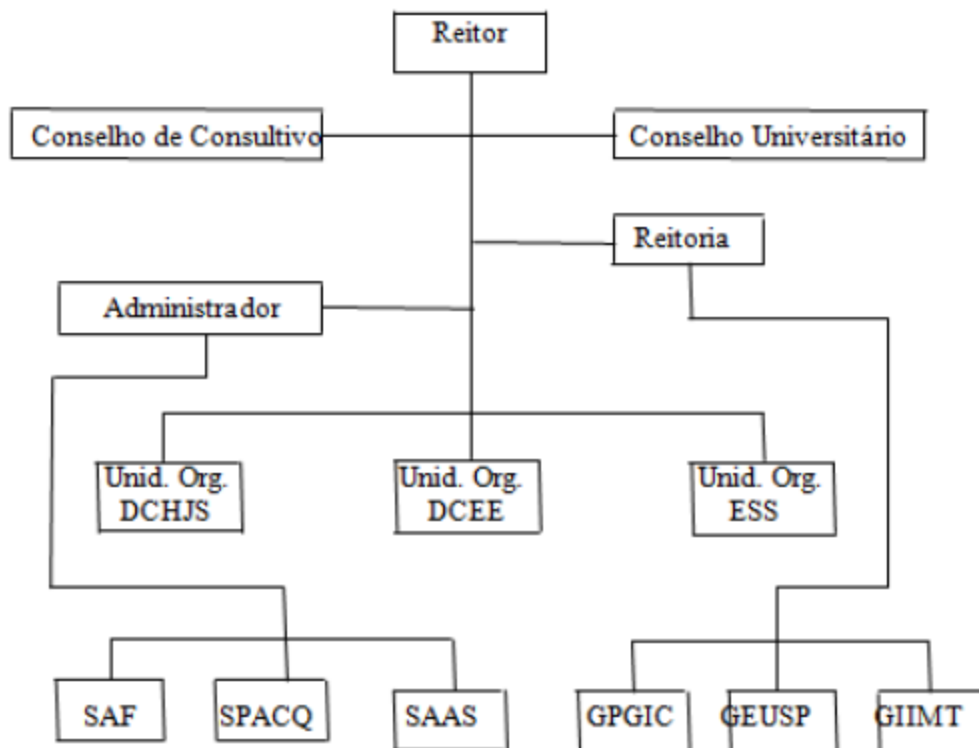 Reitor
Conselho de Consultivo
Conselho Universitário
Reitoria
Administrador
Unid. Org.
DCHJS
Unid. Org.
DCEE
Unid. Org.
ESS
SAF
SPACQ
SAAS
GPGIC
GEUSP
GIIMT